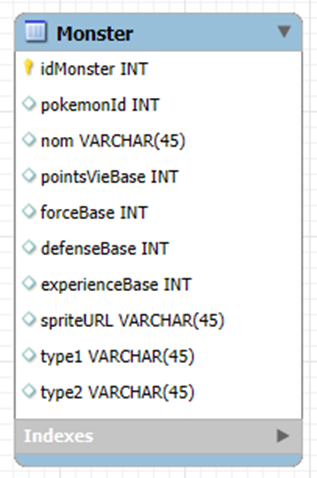 Monster
idMonster INT
pokemonId INT
nom VARCHAR(45)
pointsVieBase INT
forceBase INT
defenseBase INT
experienceBase INT
spriteURL VARCHAR(45)
type1 VARCHAR(45)
type2 VARCHAR(45)
Indexes